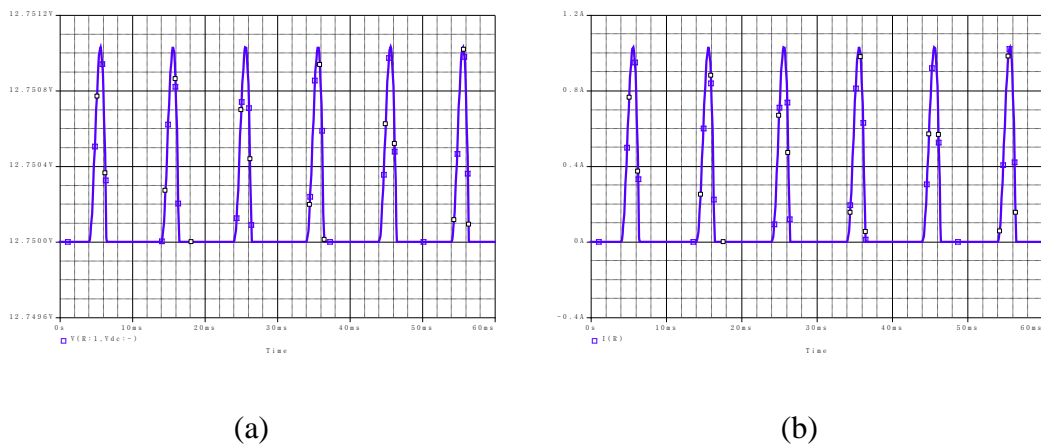 12.7512V
12.7508V
12.7504V
12.7500V
12.7496V
0s 10ms 20ms 30ms 40ms 50ms 60ms
V(R:1,Vdc:-)
Time
(a)
1.2A
0.8A
0.4A
0A
-0.4A
0s 10ms 20ms 30ms 40ms 50ms 60ms
I(R)
Time
(b)